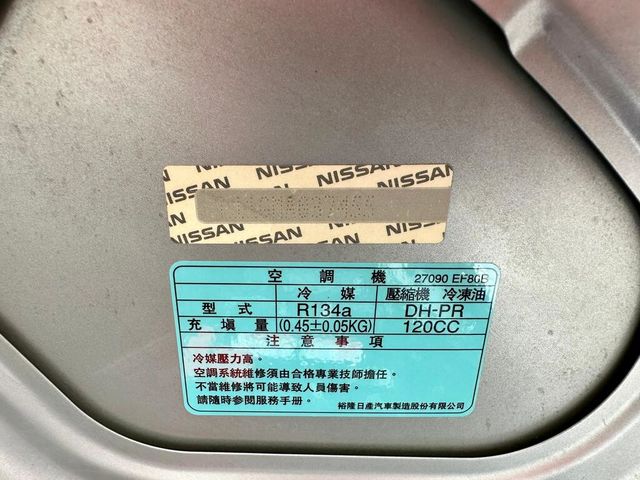 NISSAN NISSAN NISSAN
NISSAN NISSAN NISSAN
空調機 27090 EF80B
冷媒 壓縮機 冷凍油
型式 R134a DH-PR
充填量 (0.45±0.05KG) 120CC
注意事項
冷媒壓力高。
空調系統維修須由合格專業技師擔任。
不當維修將可能導致人員傷害。
請隨時參閱服務手册。
裕隆日產汽車製造股份有限公司